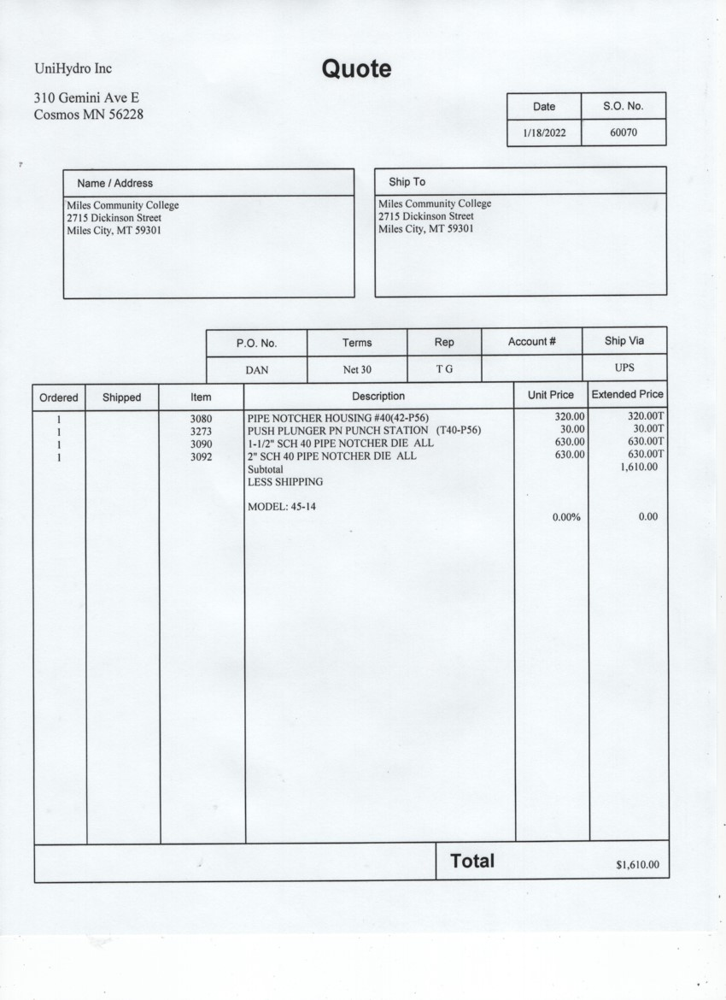 UniHydro Inc
Quote
310 Gemini Ave E
Cosmos MN 56228
Date S.O. No.
1/18/2022 60070
Name / Address
Miles Community College
2715 Dickinson Street
Miles City, MT 59301
Ship To
Miles Community College
2715 Dickinson Street
Miles City, MT 59301
P.O. No. Terms Rep Account # Ship Via
DAN Net 30 T G UPS
Ordered Shipped Item Description Unit Price Extended Price
1 3080 PIPE NOTCHER HOUSING #40(42-P56) 320.00 320.00T
1 3273 PUSH PLUNGER PN PUNCH STATION (T40-P56) 30.00 30.00T
1 3090 1-1/2" SCH 40 PIPE NOTCHER DIE ALL 630.00 630.00T
1 3092 2" SCH 40 PIPE NOTCHER DIE ALL 630.00 630.00T
Subtotal 1,610.00
LESS SHIPPING
MODEL: 45-14
0.00% 0.00
Total $1,610.00